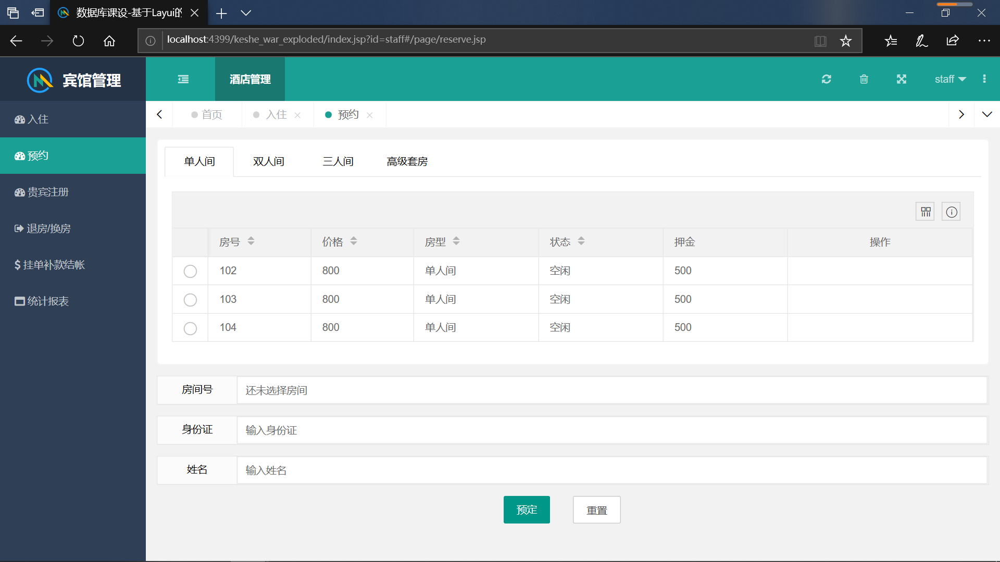 数据库课设-基于Layui的
localhost:4399/keshe_war_exploded/index.jsp?id=staff#/page/reserve.jsp
宾馆管理
酒店管理
staff
入住
预约
贵宾注册
退房/换房
挂单补款结帐
统计报表
首页
入住
预约
单人间 双人间 三人间 高级套房
房号 价格 房型 状态 押金 操作
102 800 单人间 空闲 500
103 800 单人间 空闲 500
104 800 单人间 空闲 500
房间号 还未选择房间
身份证 输入身份证
姓名 输入姓名
预定 重置